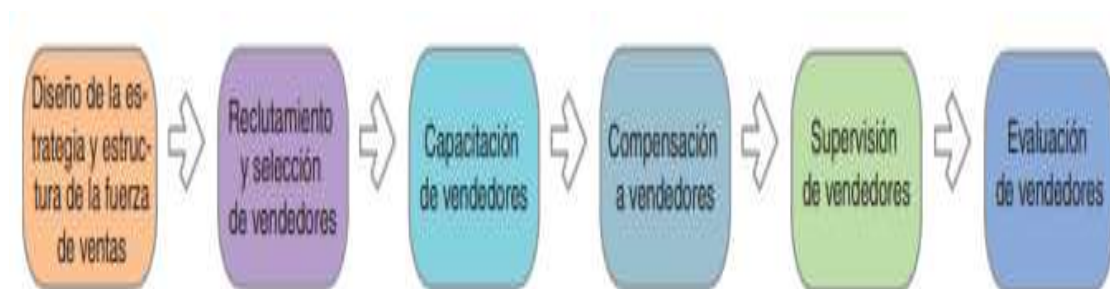 Diseño de la es-
trategia y estruc-
tura de la fuerza
de ventas
Reclutamiento
y selección
de vendedores
Capacitación
de vendedores
Compensación
a vendedores
Supervisión
de vendedores
Evaluación
de vendedores